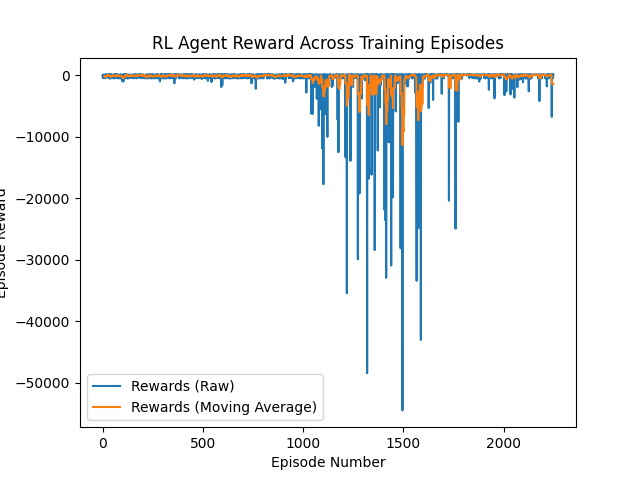 RL Agent Reward Across Training Episodes
Episode Reward
0
−10000
−20000
−30000
−40000
−50000
Rewards (Raw)
Rewards (Moving Average)
0
500
1000
1500
2000
Episode Number